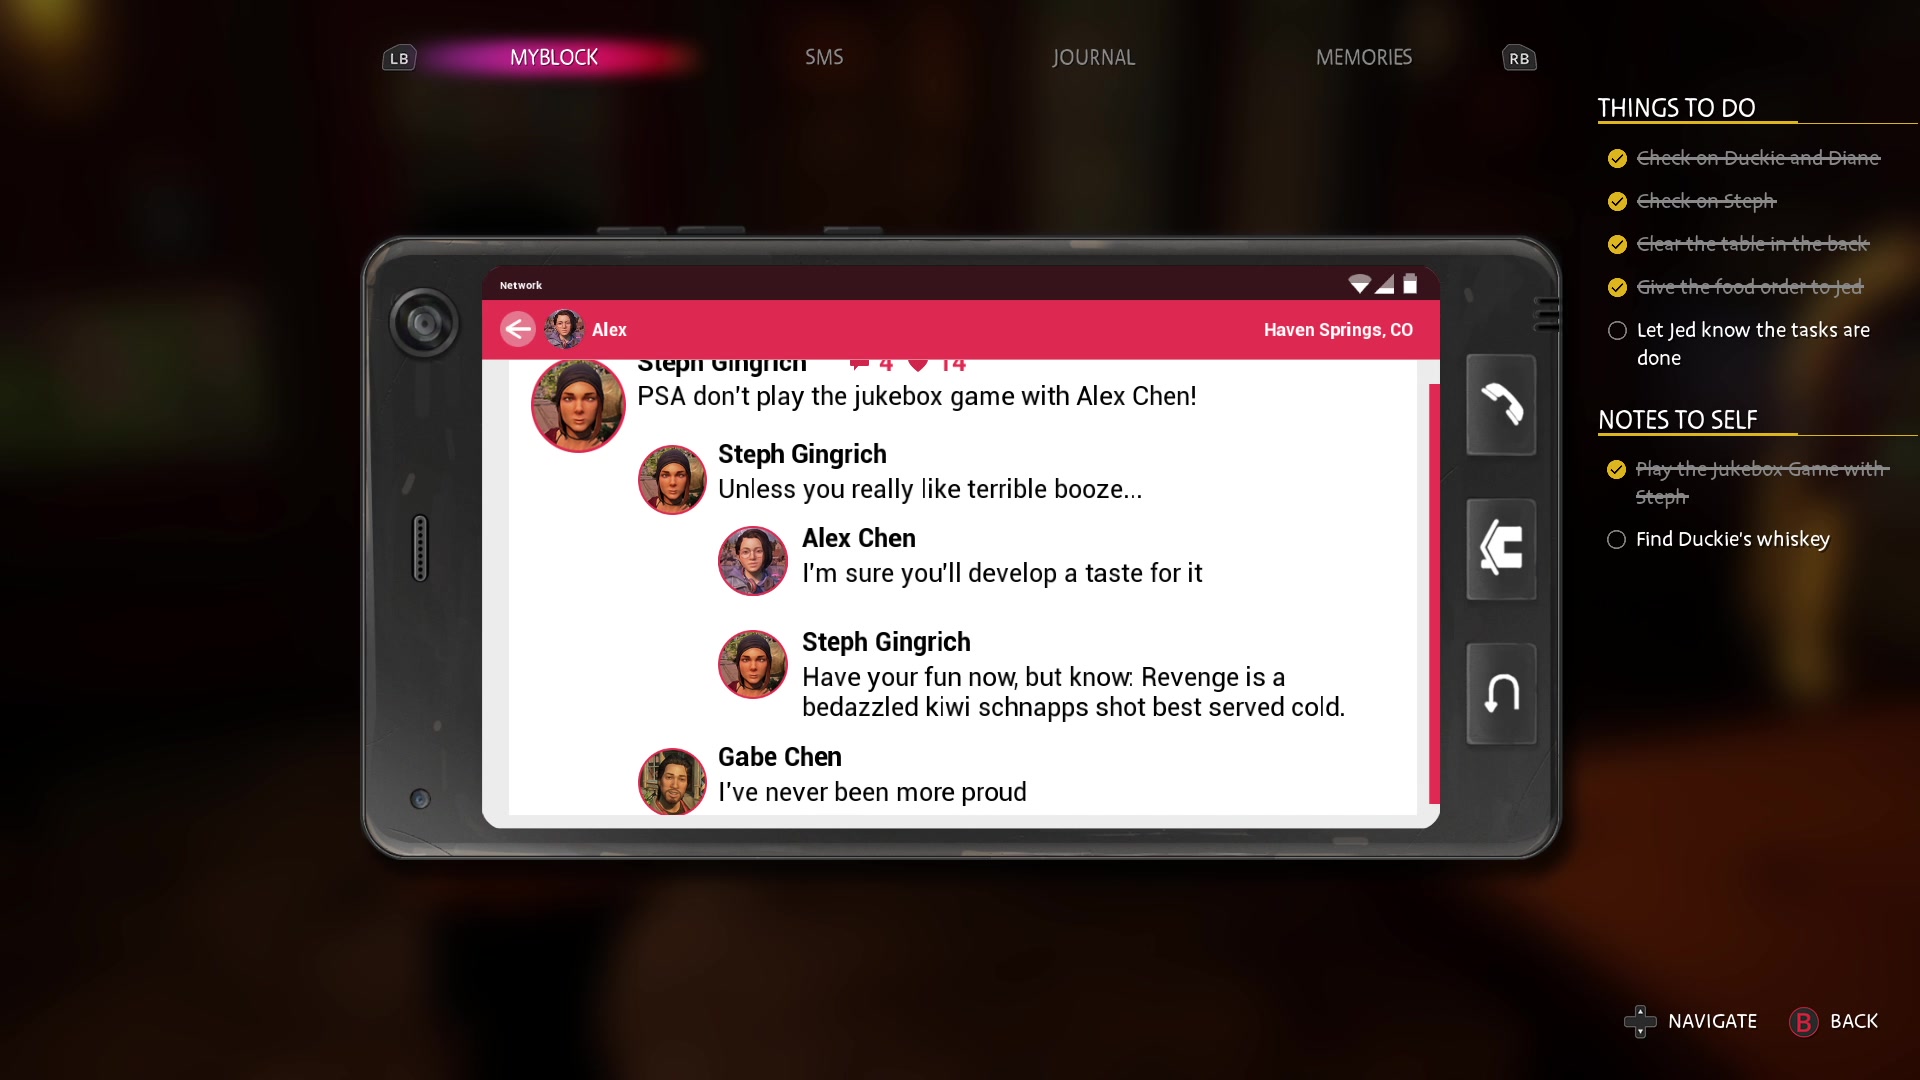 LB
MYBLOCK
SMS
JOURNAL
MEMORIES
RB
THINGS TO DO
Check on Duckie and Diane
Check on Steph
Clear the table in the back
Give the food order to Jed
Let Jed know the tasks are
done
NOTES TO SELF
Play the Jukebox Game with
Steph
Find Duckie's whiskey
Network
Alex
Haven Springs, CO
Steph Gingrich 4 14
PSA don't play the jukebox game with Alex Chen!
Steph Gingrich
Unless you really like terrible booze...
Alex Chen
I'm sure you'll develop a taste for it
Steph Gingrich
Have your fun now, but know: Revenge is a
bedazzled kiwi schnapps shot best served cold.
Gabe Chen
I've never been more proud
NAVIGATE
B BACK